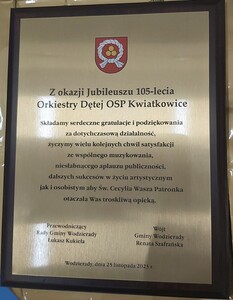 Z okazji Jubileuszu 105-lecia
Orkiestry Dętej OSP Kwiatkowice
Składamy serdeczne gratulacje i podziękowania
za dotychczasową działalność,
życzymy wielu kolejnych chwil satysfakcji
ze wspólnego muzykowania,
niesłabnącego aplauzu publiczności,
dalszych sukcesów w życiu artystycznym
jak i osobistym aby Św. Cecylia Wasza Patronka
otaczała Was troskliwą opieką.
Przewodniczący
Rady Gminy Wodzierady
Łukasz Kukieła
Wójt
Gminy Wodzierady
Renata Szafrańska
Wodzierady, dnia 25 listopada